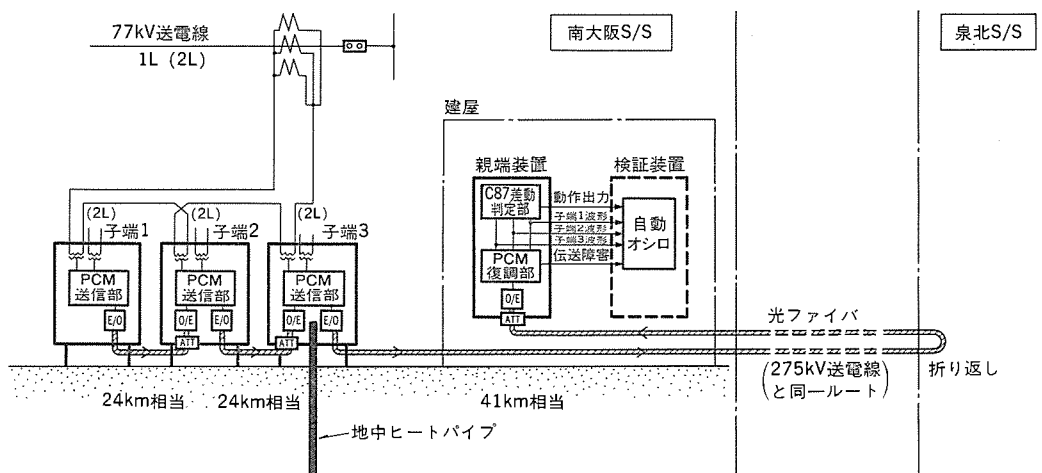 77kV送電線
1L (2L)
南大阪S/S
泉北S/S
建屋
親端装置
検証装置
C87差動
判定部
動作出力
子端1波形
子端2波形
子端3波形
伝送障害
自動
オシロ
PCM
復調部
O/E
ATT
(2L)
子端1
(2L)
子端2
(2L)
子端3
PCM
送信部
PCM
送信部
PCM
送信部
E/O
O/E
E/O
O/E
E/O
ATT
ATT
光ファイバ
(275kV送電線
と同一ルート)
折り返し
24km相当
24km相当
41km相当
地中ヒートパイプ